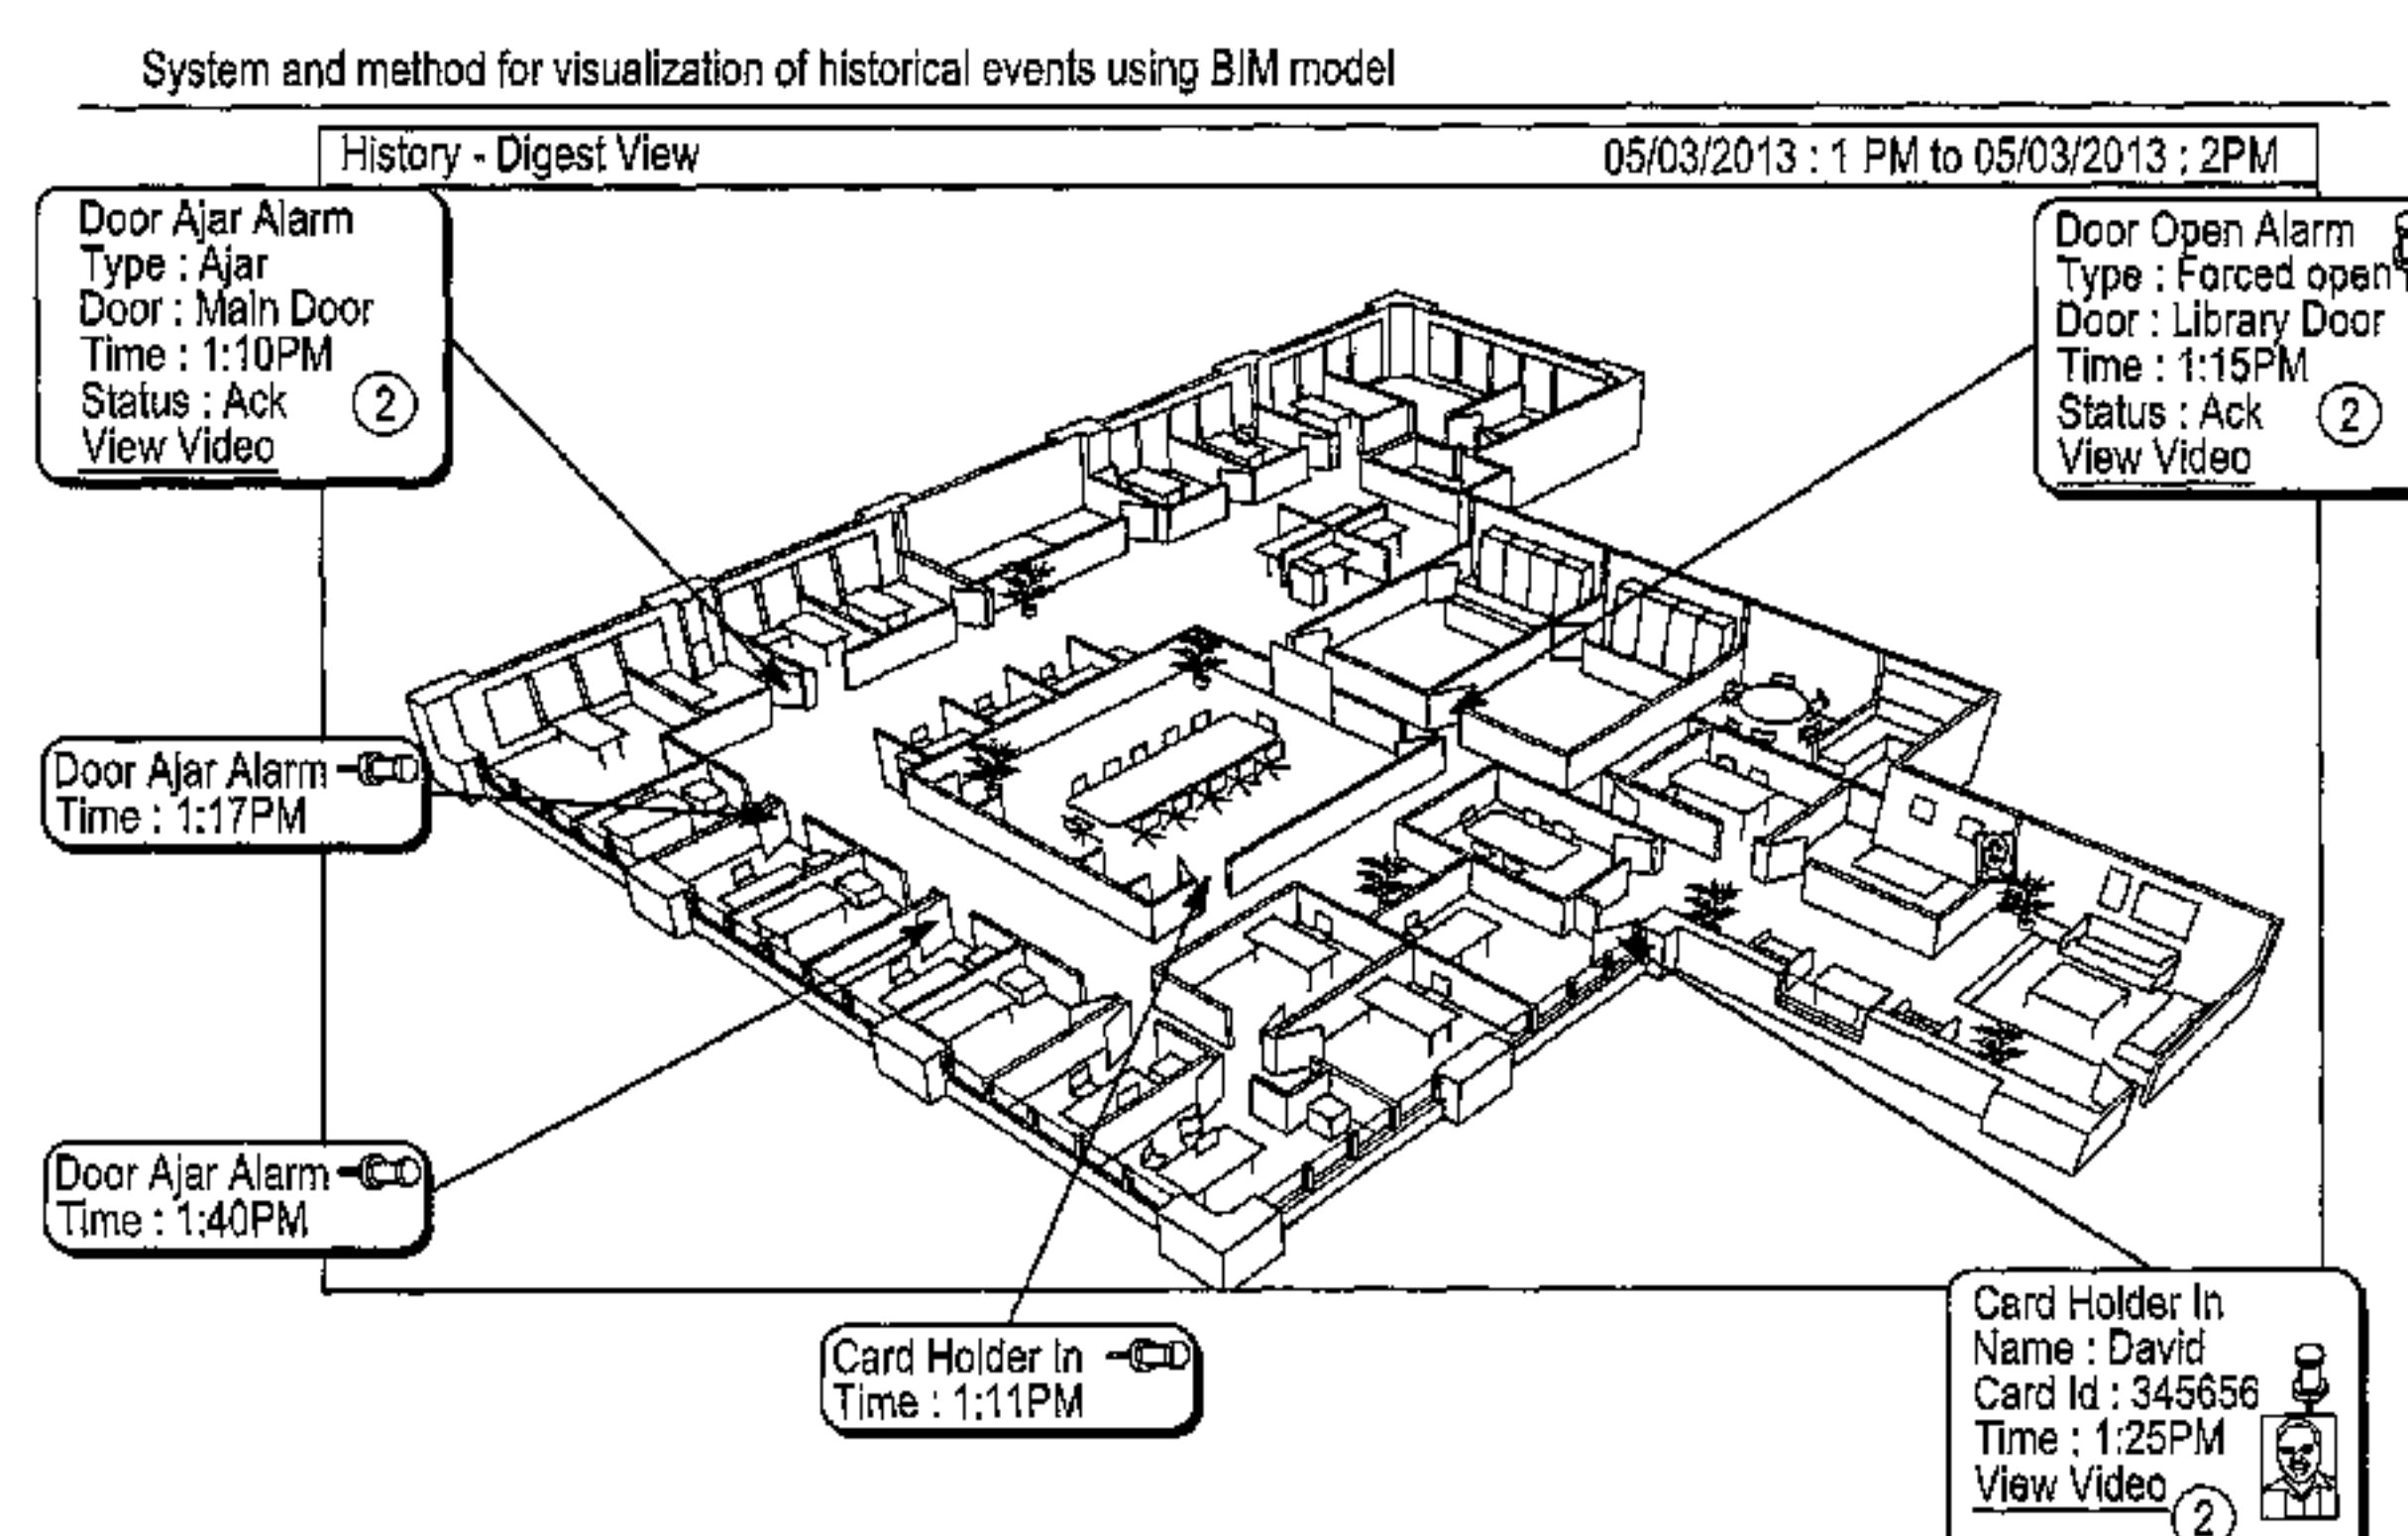 System and method for visualization of historical events using BIM model
History - Digest View
05/03/2013 : 1 PM to 05/03/2013 : 2PM
Door Ajar Alarm
Type : Ajar
Door : Main Door
Time : 1:10PM
Status : Ack
2
View Video
Door Open Alarm
Type : Forced open
Door : Library Door
Time : 1:15PM
Status : Ack
2
View Video
Door Ajar Alarm
Time : 1:17PM
Door Ajar Alarm
Time : 1:40PM
Card Holder In
Time : 1:11PM
Card Holder In
Name : David
Card Id : 345656
Time : 1:25PM
View Video
2